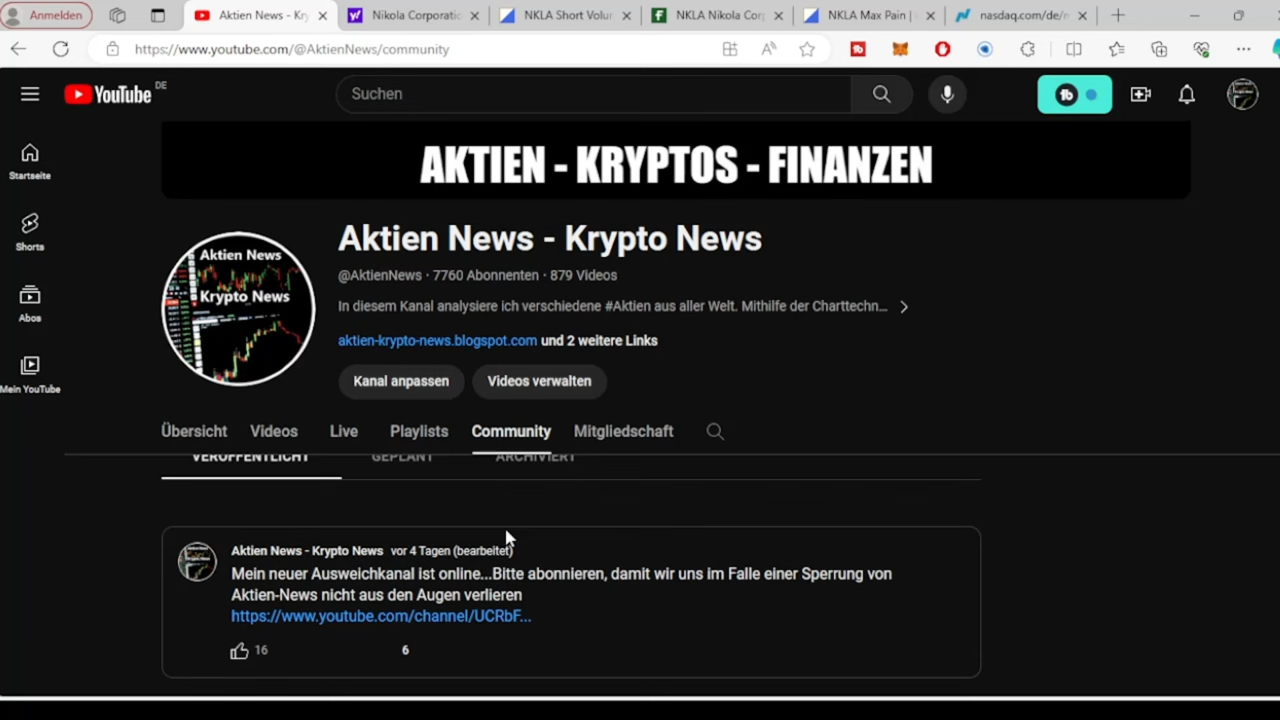 Anmelden
Aktien News - Kry
Nikola Corporatio
NKLA Short Volur
NKLA Nikola Corp
NKLA Max Pain |
nasdaq.com/de/n
https://www.youtube.com/@AktienNews/community
YouTube DE
Suchen
Startseite
Shorts
Abos
Mein YouTube
AKTIEN - KRYPTOS - FINANZEN
Aktien News
Krypto News
Aktien News - Krypto News
@AktienNews · 7760 Abonnenten · 879 Videos
In diesem Kanal analysiere ich verschiedene #Aktien aus aller Welt. Mithilfe der Charttechn...
aktien-krypto-news.blogspot.com und 2 weitere Links
Kanal anpassen
Videos verwalten
Übersicht Videos Live Playlists Community Mitgliedschaft
VERÖFFENTLICHT GEPLANT ARCHIVIERT
Aktien News - Krypto News vor 4 Tagen (bearbeitet)
Mein neuer Ausweichkanal ist online...Bitte abonnieren, damit wir uns im Falle einer Sperrung von
Aktien-News nicht aus den Augen verlieren
https://www.youtube.com/channel/UCRbF...
16 6